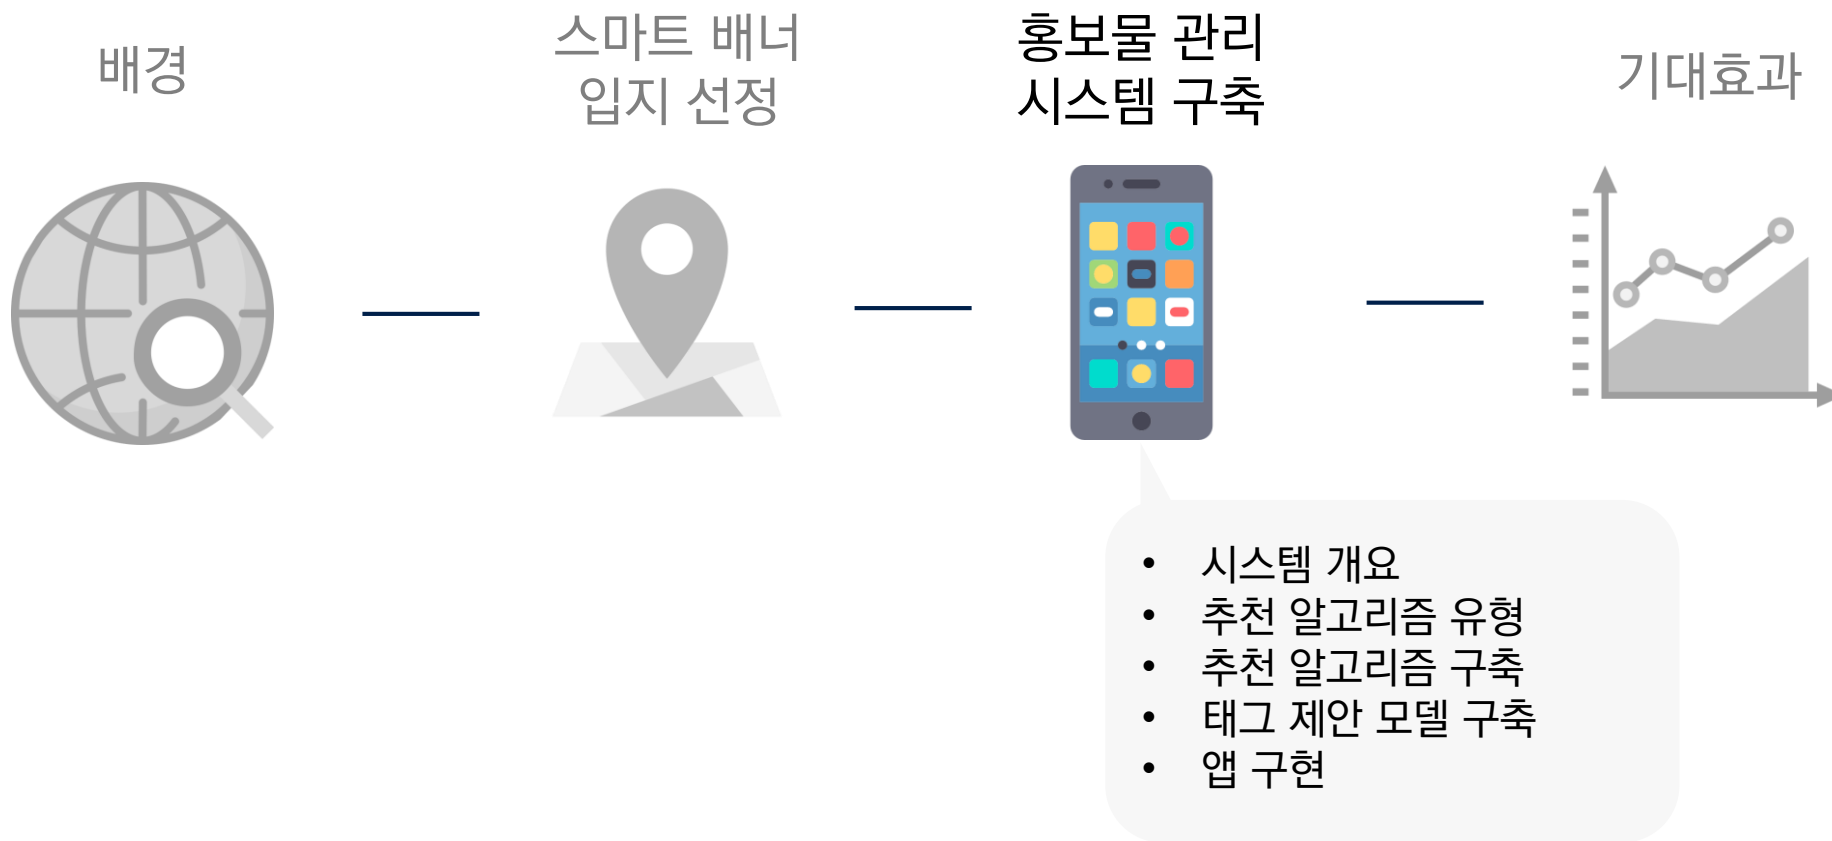 배경
스마트 배너
입지 선정
홍보물 관리
시스템 구축
기대효과
• 시스템 개요
• 추천 알고리즘 유형
• 추천 알고리즘 구축
• 태그 제안 모델 구축
• 앱 구현